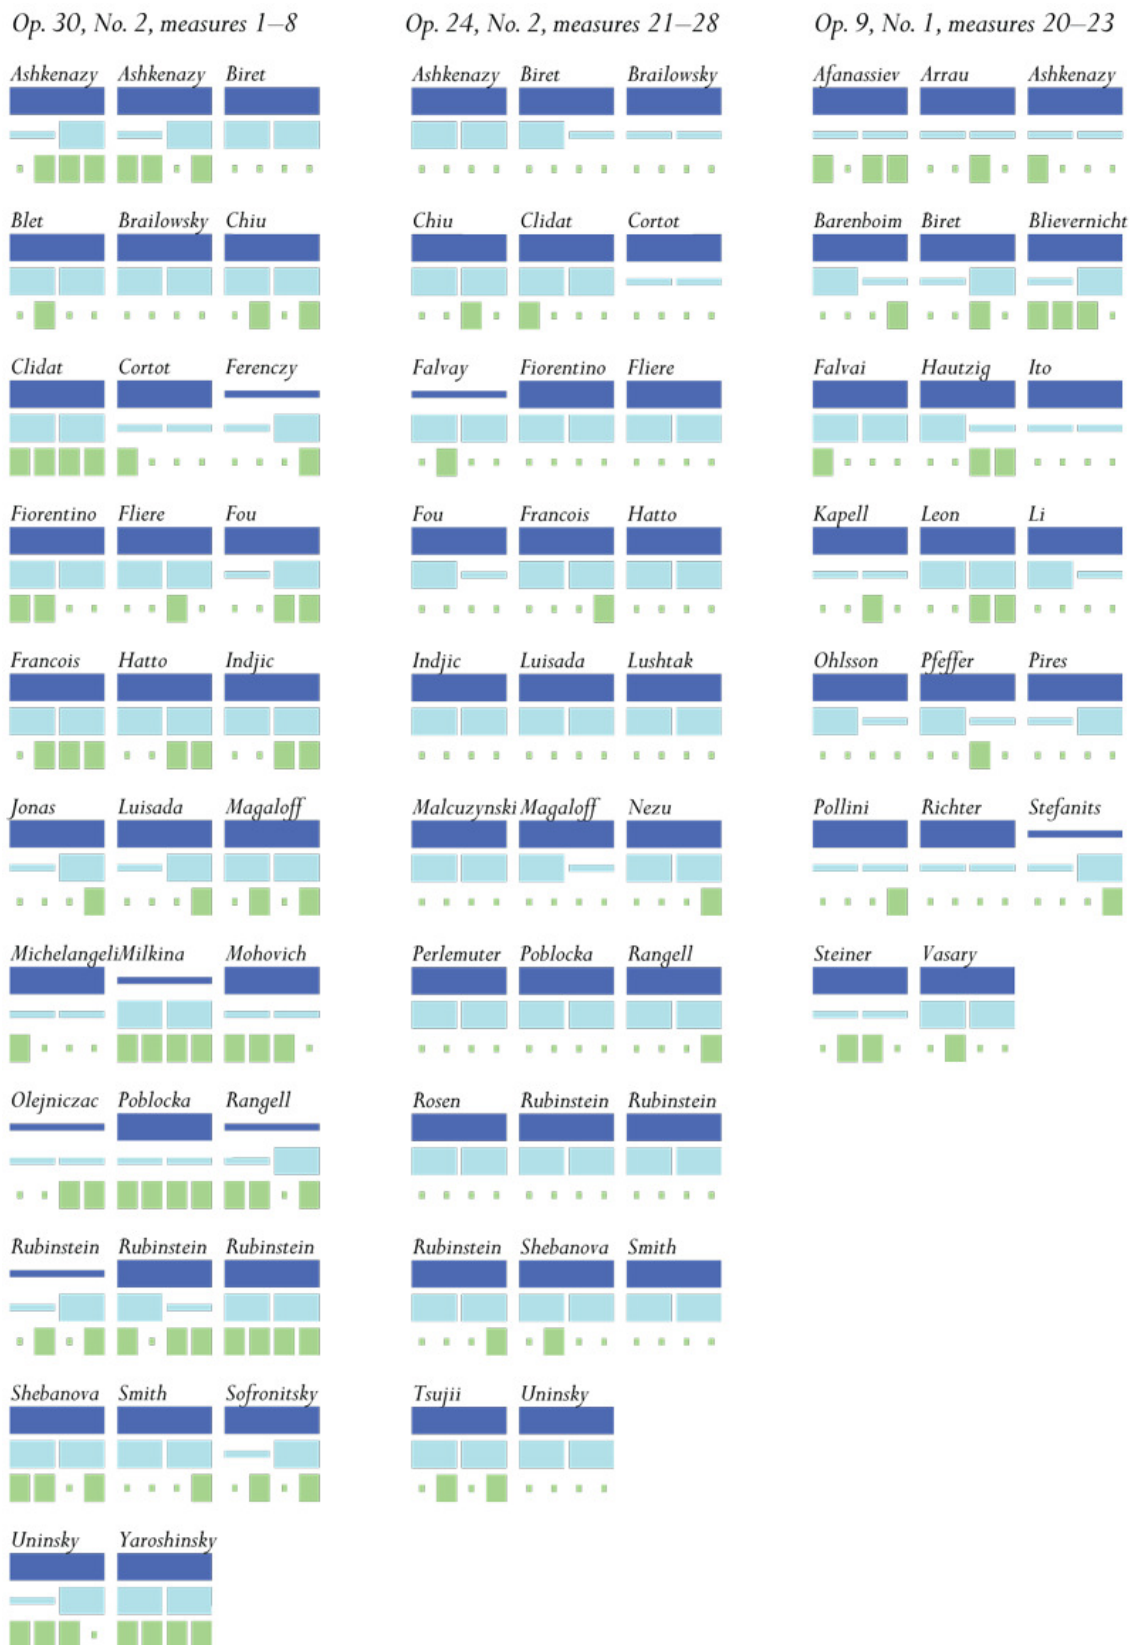 Op. 30, No. 2, measures 1–8
Ashkenazy Ashkenazy Biret
Blet Brailowsky Chiu
Clidat Cortot Ferenczy
Fiorentino Fliere Fou
Francois Hatto Indjic
Jonas Luisada Magaloff
Michelangeli Milkina Mohovich
Olejniczac Poblocka Rangell
Rubinstein Rubinstein Rubinstein
Shebanova Smith Sofronitsky
Uninsky Yaroshinsky
Op. 24, No. 2, measures 21–28
Ashkenazy Biret Brailowsky
Chiu Clidat Cortot
Falvay Fiorentino Fliere
Fou Francois Hatto
Indjic Luisada Lushtak
Malcuzynski Magaloff Nezu
Perlemuter Poblocka Rangell
Rosen Rubinstein Rubinstein
Rubinstein Shebanova Smith
Tsujii Uninsky
Op. 9, No. 1, measures 20–23
Afanassiev Arrau Ashkenazy
Barenboim Biret Blievernicht
Falvai Hautzig Ito
Kapell Leon Li
Ohlsson Pfeffer Pires
Pollini Richter Stefanits
Steiner Vasary